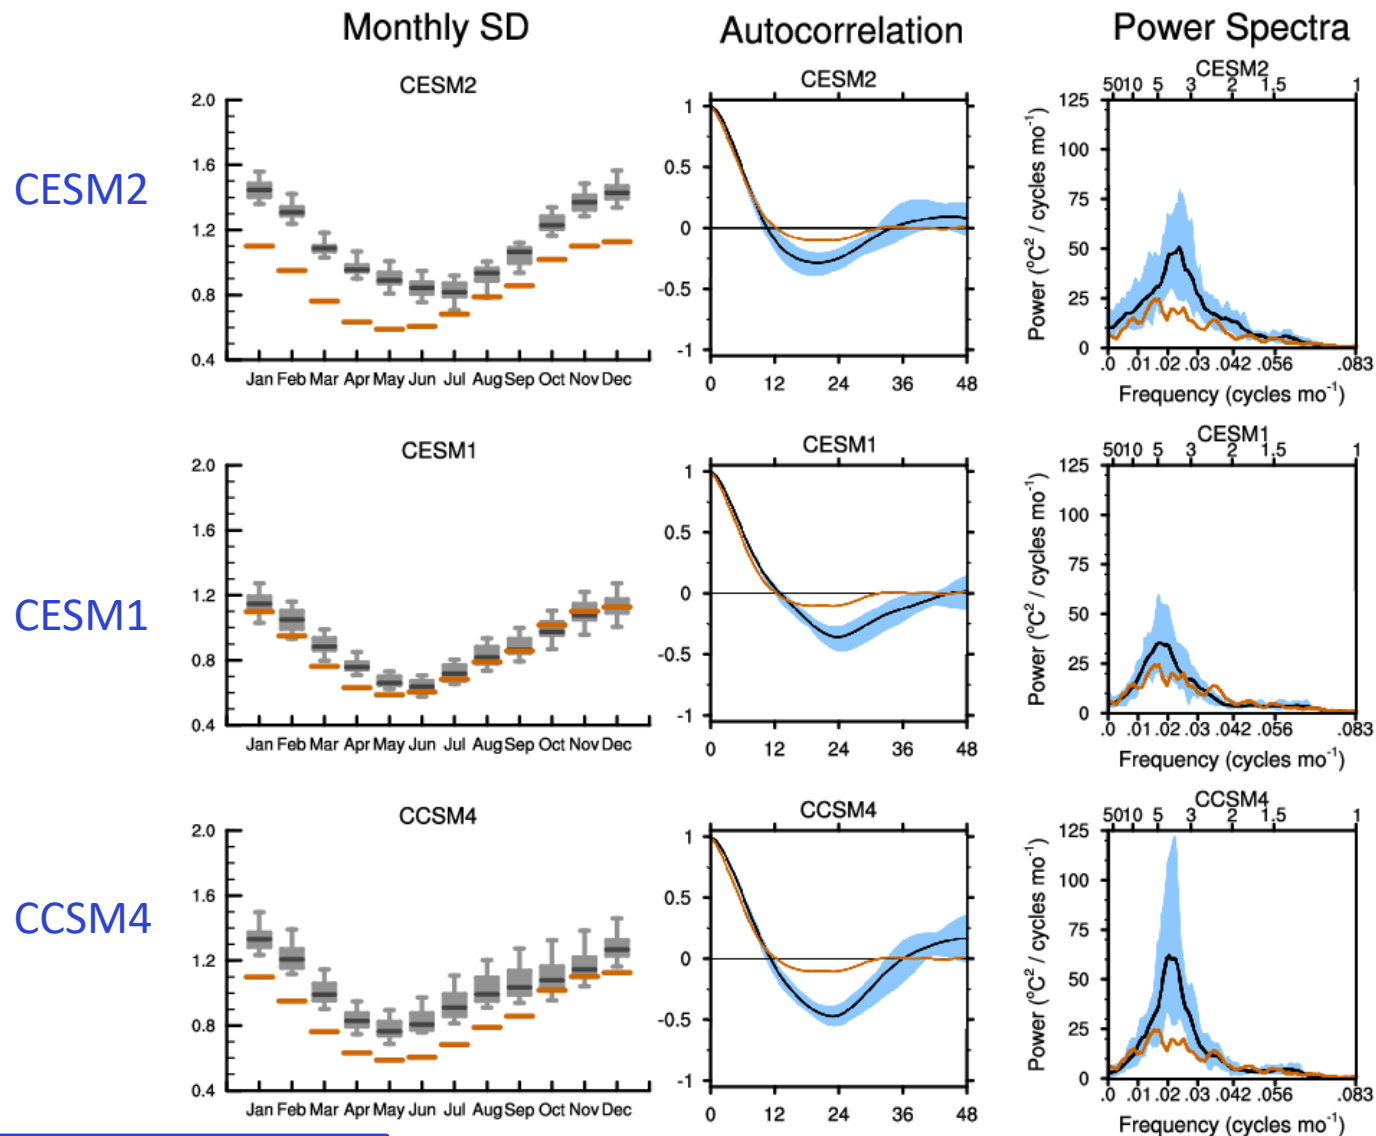 Monthly SD
Autocorrelation
Power Spectra
CESM2
CESM2
2.0
1.6
1.2
0.8
0.4
Jan Feb Mar Apr May Jun Jul Aug Sep Oct Nov Dec
CESM2
1
0.5
0
-0.5
-1
0 12 24 36 48
CESM2
50 10 5 3 2 1.5 1
Power (°C² / cycles mo⁻¹)
125
100
75
50
25
0
.0 .01 .02 .03 .042 .056 .083
Frequency (cycles mo⁻¹)
CESM1
CESM1
2.0
1.6
1.2
0.8
0.4
Jan Feb Mar Apr May Jun Jul Aug Sep Oct Nov Dec
CESM1
1
0.5
0
-0.5
-1
0 12 24 36 48
CESM1
50 10 5 3 2 1.5 1
Power (°C² / cycles mo⁻¹)
125
100
75
50
25
0
.0 .01 .02 .03 .042 .056 .083
Frequency (cycles mo⁻¹)
CCSM4
CCSM4
2.0
1.6
1.2
0.8
0.4
Jan Feb Mar Apr May Jun Jul Aug Sep Oct Nov Dec
CCSM4
1
0.5
0
-0.5
-1
0 12 24 36 48
CCSM4
50 10 5 3 2 1.5 1
Power (°C² / cycles mo⁻¹)
125
100
75
50
25
0
.0 .01 .02 .03 .042 .056 .083
Frequency (cycles mo⁻¹)